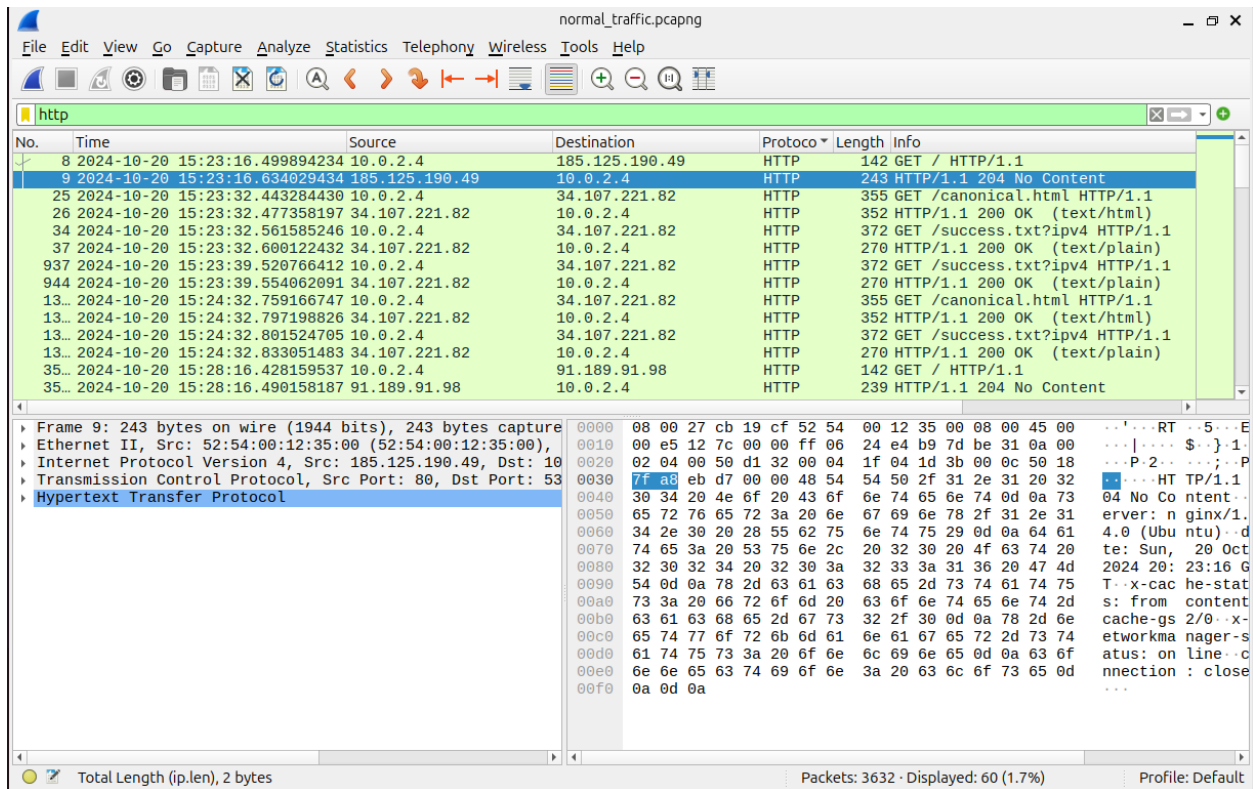 normal_traffic.pcapng
File Edit View Go Capture Analyze Statistics Telephony Wireless Tools Help
http
No. Time Source Destination Protoco Length Info
8 2024-10-20 15:23:16.499894234 10.0.2.4 185.125.190.49 HTTP 142 GET / HTTP/1.1
9 2024-10-20 15:23:16.634029434 185.125.190.49 10.0.2.4 HTTP 243 HTTP/1.1 204 No Content
25 2024-10-20 15:23:32.443284430 10.0.2.4 34.107.221.82 HTTP 355 GET /canonical.html HTTP/1.1
26 2024-10-20 15:23:32.477358197 34.107.221.82 10.0.2.4 HTTP 352 HTTP/1.1 200 OK (text/html)
34 2024-10-20 15:23:32.561585246 10.0.2.4 34.107.221.82 HTTP 372 GET /success.txt?ipv4 HTTP/1.1
37 2024-10-20 15:23:32.600122432 34.107.221.82 10.0.2.4 HTTP 270 HTTP/1.1 200 OK (text/plain)
937 2024-10-20 15:23:39.520766412 10.0.2.4 34.107.221.82 HTTP 372 GET /success.txt?ipv4 HTTP/1.1
944 2024-10-20 15:23:39.554062091 34.107.221.82 10.0.2.4 HTTP 270 HTTP/1.1 200 OK (text/plain)
13… 2024-10-20 15:24:32.759166747 10.0.2.4 34.107.221.82 HTTP 355 GET /canonical.html HTTP/1.1
13… 2024-10-20 15:24:32.797198826 34.107.221.82 10.0.2.4 HTTP 352 HTTP/1.1 200 OK (text/html)
13… 2024-10-20 15:24:32.801524705 10.0.2.4 34.107.221.82 HTTP 372 GET /success.txt?ipv4 HTTP/1.1
13… 2024-10-20 15:24:32.833051483 34.107.221.82 10.0.2.4 HTTP 270 HTTP/1.1 200 OK (text/plain)
35… 2024-10-20 15:28:16.428159537 10.0.2.4 91.189.91.98 HTTP 142 GET / HTTP/1.1
35… 2024-10-20 15:28:16.490158187 91.189.91.98 10.0.2.4 HTTP 239 HTTP/1.1 204 No Content
Frame 9: 243 bytes on wire (1944 bits), 243 bytes capture
Ethernet II, Src: 52:54:00:12:35:00 (52:54:00:12:35:00),
Internet Protocol Version 4, Src: 185.125.190.49, Dst: 10
Transmission Control Protocol, Src Port: 80, Dst Port: 53
Hypertext Transfer Protocol
0000 08 00 27 cb 19 cf 52 54 00 12 35 00 08 00 45 00 ··'···RT ··5···E
0010 00 e5 12 7c 00 00 ff 06 24 e4 b9 7d be 31 0a 00 ···|···· $··}·1·
0020 02 04 00 50 d1 32 00 04 1f 04 1d 3b 00 0c 50 18 ···P·2·· ···;··P
0030 7f a8 eb d7 00 00 48 54 54 50 2f 31 2e 31 20 32 ······HT TP/1.1
0040 30 34 20 4e 6f 20 43 6f 6e 74 65 6e 74 0d 0a 73 04 No Co ntent··
0050 65 72 76 65 72 3a 20 6e 67 69 6e 78 2f 31 2e 31 erver: n ginx/1.
0060 34 2e 30 20 28 55 62 75 6e 74 75 29 0d 0a 64 61 4.0 (Ubu ntu)··d
0070 74 65 3a 20 53 75 6e 2c 20 32 30 20 4f 63 74 20 te: Sun, 20 Oct
0080 32 30 32 34 20 32 30 3a 32 33 3a 31 36 20 47 4d 2024 20: 23:16 G
0090 54 0d 0a 78 2d 63 61 63 68 65 2d 73 74 61 74 75 T··x-cac he-stat
00a0 73 3a 20 66 72 6f 6d 20 63 6f 6e 74 65 6e 74 2d s: from content
00b0 63 61 63 68 65 2d 67 73 32 2f 30 0d 0a 78 2d 6e cache-gs 2/0··x-
00c0 65 74 77 6f 72 6b 6d 61 6e 61 67 65 72 2d 73 74 etworkma nager-s
00d0 61 74 75 73 3a 20 6f 6e 6c 69 6e 65 0d 0a 63 6f atus: on line··c
00e0 6e 6e 65 63 74 69 6f 6e 3a 20 63 6c 6f 73 65 0d nnection : close
00f0 0a 0d 0a ···
Total Length (ip.len), 2 bytes Packets: 3632 · Displayed: 60 (1.7%) Profile: Default